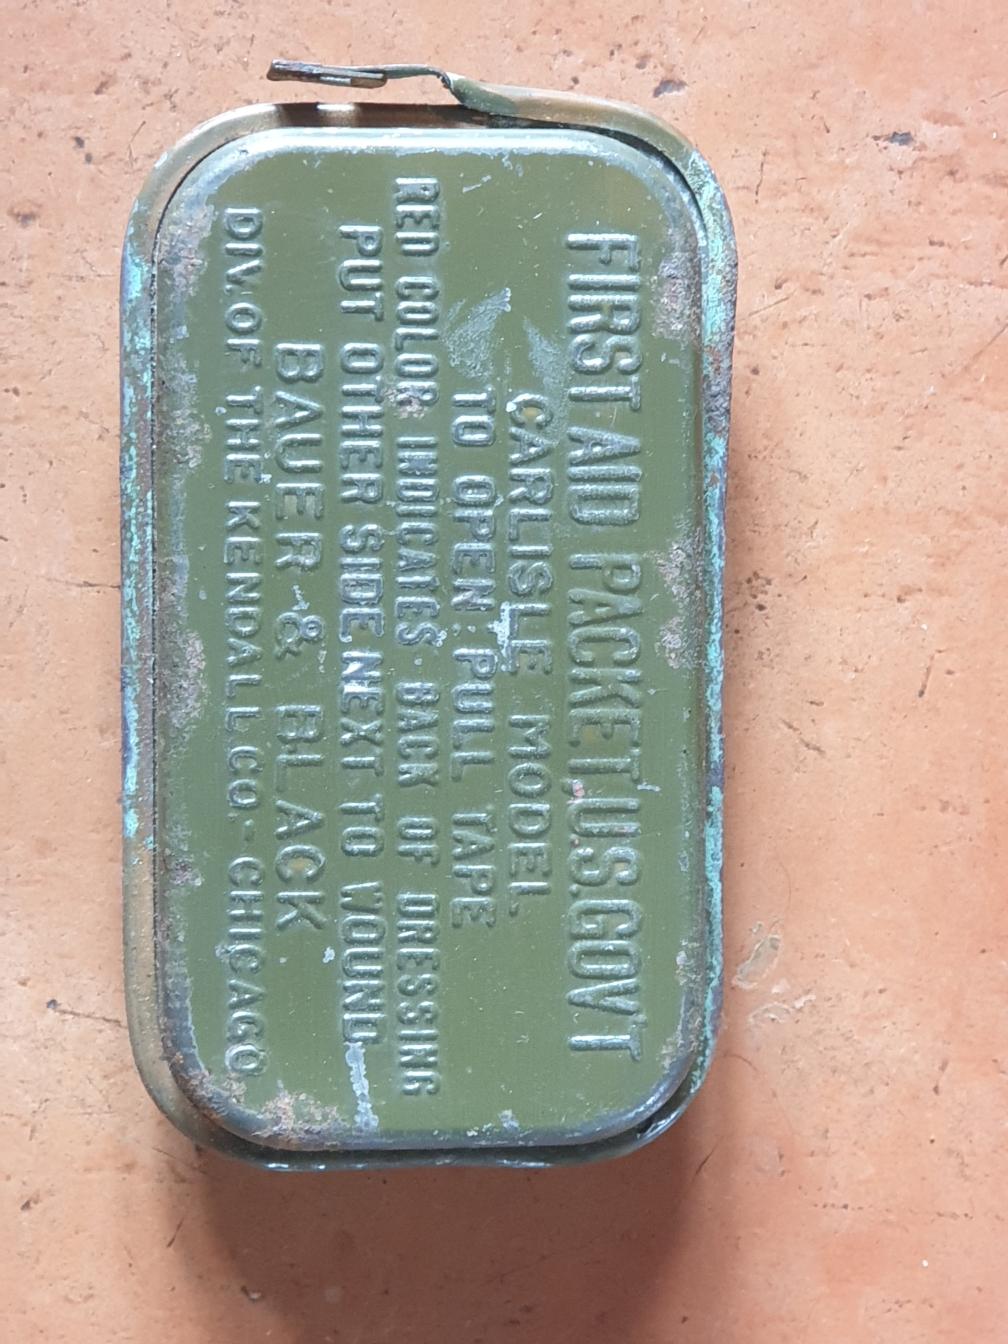 FIRST AID PACKET.U.S.GOVT
CARLISLE MODEL
TO OPEN: PULL TAPE
RED COLOR INDICATES BACK OF DRESSING
PUT OTHER SIDE NEXT TO WOUND
BAUER & BLACK
DIV. OF THE KENDALL CO. - CHICAGO